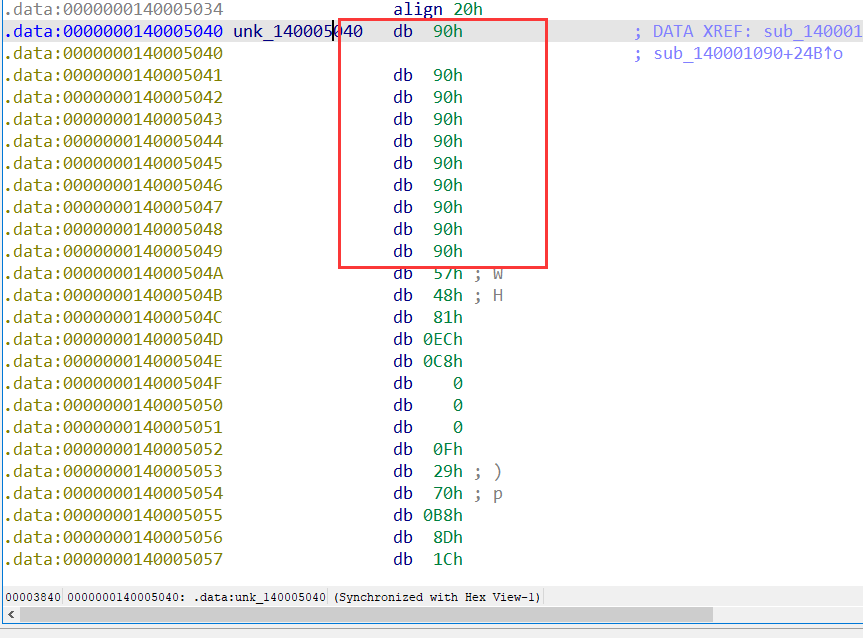 .data:0000000140005034 align 20h
.data:0000000140005040 unk_140005040 db 90h ; DATA XREF: sub_140001
.data:0000000140005040 ; sub_140001090+24B↑o
.data:0000000140005041 db 90h
.data:0000000140005042 db 90h
.data:0000000140005043 db 90h
.data:0000000140005044 db 90h
.data:0000000140005045 db 90h
.data:0000000140005046 db 90h
.data:0000000140005047 db 90h
.data:0000000140005048 db 90h
.data:0000000140005049 db 90h
.data:000000014000504A db 57h ; W
.data:000000014000504B db 48h ; H
.data:000000014000504C db 81h
.data:000000014000504D db 0ECh
.data:000000014000504E db 0C8h
.data:000000014000504F db 0
.data:0000000140005050 db 0
.data:0000000140005051 db 0
.data:0000000140005052 db 0Fh
.data:0000000140005053 db 29h ; )
.data:0000000140005054 db 70h ; p
.data:0000000140005055 db 0B8h
.data:0000000140005056 db 8Dh
.data:0000000140005057 db 1Ch
00003840 0000000140005040: .data:unk_140005040 (Synchronized with Hex View-1)